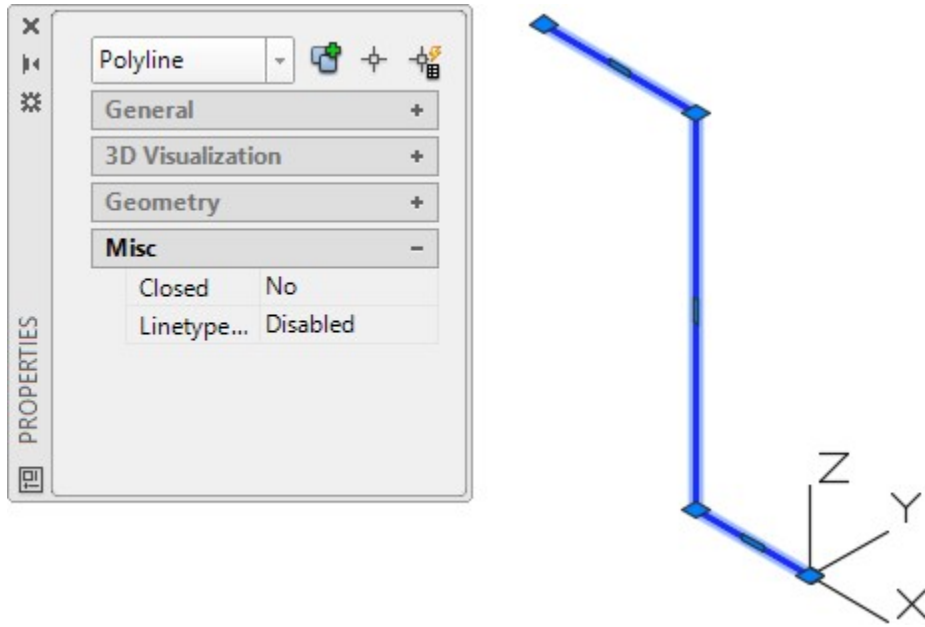 Polyline
General
3D Visualization
Geometry
Misc
Closed No
Linetype... Disabled
PROPERTIES
Z
Y
X